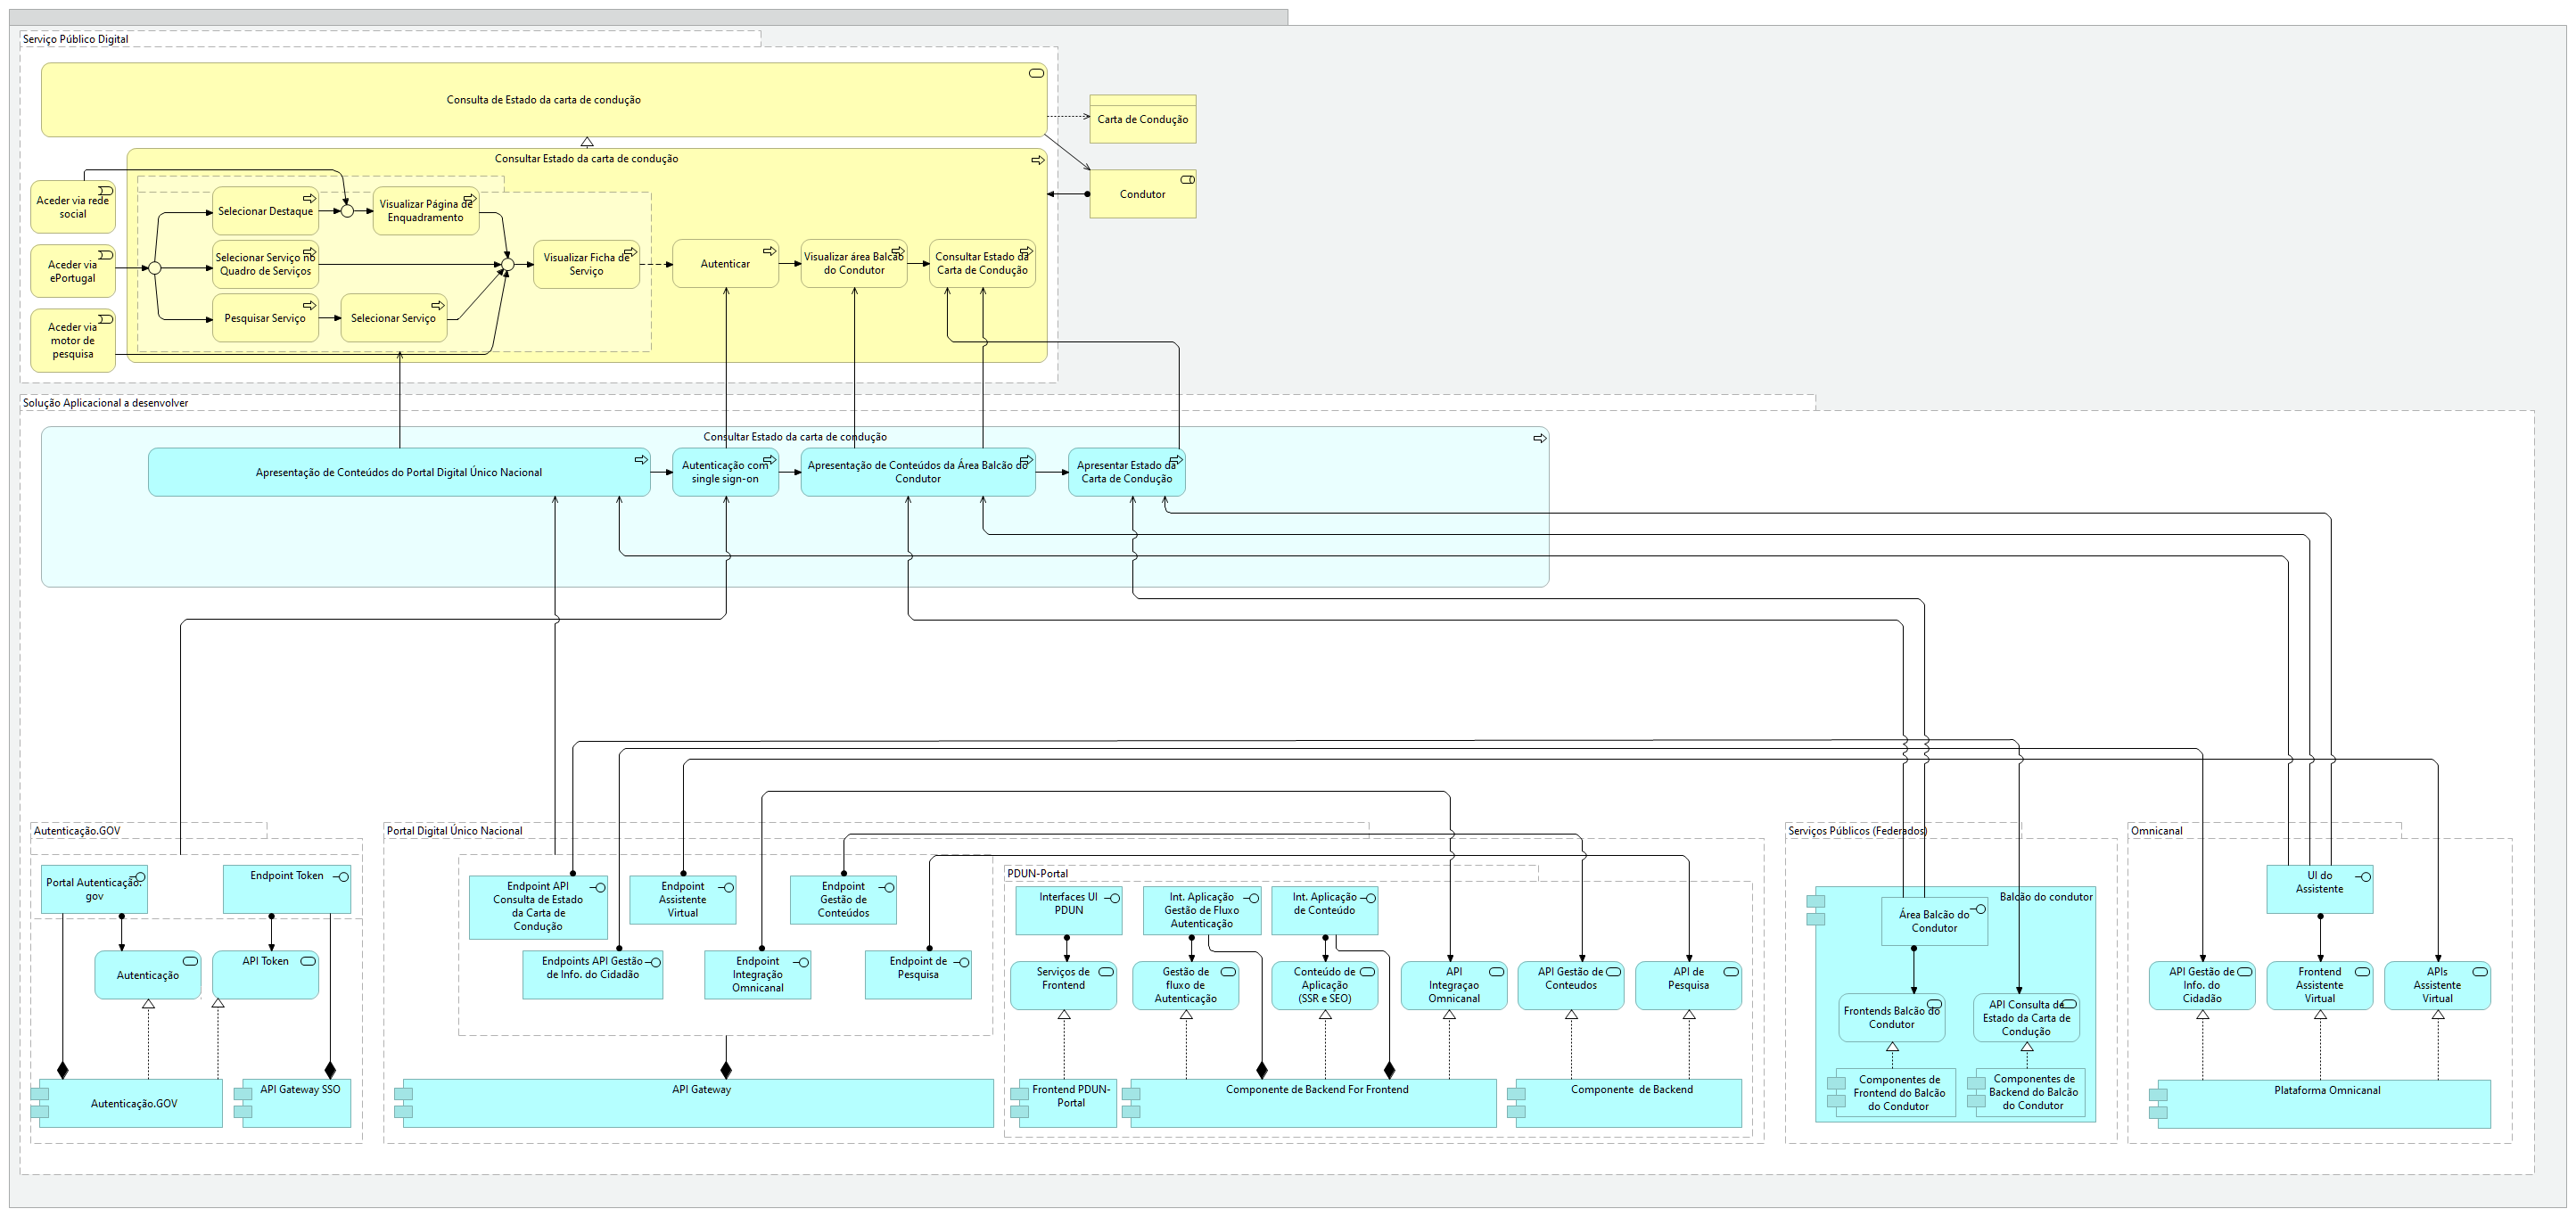 Serviço Público Digital
Consulta de Estado da carta de condução
Carta de Condução
Consultar Estado da carta de condução
Condutor
Aceder via rede
social
Selecionar Destaque
Visualizar Página de
Enquadramento
Aceder via
ePortugal
Selecionar Serviço no
Quadro de Serviços
Visualizar Ficha de
Serviço
Autenticar
Visualizar área Balcão
do Condutor
Consultar Estado da
Carta de Condução
Aceder via
motor de
pesquisa
Pesquisar Serviço
Selecionar Serviço
Solução Aplicacional a desenvolver
Consultar Estado da carta de condução
Apresentação de Conteúdos do Portal Digital Único Nacional
Autenticação com
single sign-on
Apresentação de Conteúdos da Área Balcão do
Condutor
Apresentar Estado da
Carta de Condução
Autenticação.GOV
Portal Autenticação.
gov
Endpoint Token
Autenticação
API Token
Autenticação.GOV
API Gateway SSO
Portal Digital Único Nacional
Endpoint API
Consulta de Estado
da Carta de
Condução
Endpoint
Assistente
Virtual
Endpoint
Gestão de
Conteúdos
Endpoints API Gestão
de Info. do Cidadão
Endpoint
Integração
Omnicanal
Endpoint de
Pesquisa
API Gateway
PDUN-Portal
Interfaces UI
PDUN
Int. Aplicação
Gestão de Fluxo
Autenticação
Int. Aplicação
de Conteúdo
Serviços de
Frontend
Gestão de
fluxo de
Autenticação
Conteúdo de
Aplicação
(SSR e SEO)
API
Integraçao
Omnicanal
API Gestão de
Conteudos
API de
Pesquisa
Frontend PDUN-
Portal
Componente de Backend For Frontend
Componente  de Backend
Serviços Públicos (Federados)
Balcão do condutor
Área Balcão do
Condutor
Frontends Balcão do
Condutor
API Consulta de
Estado da Carta de
Condução
Componentes de
Frontend do Balcão
do Condutor
Componentes de
Backend do Balcão
do Condutor
Omnicanal
UI do
Assistente
API Gestão de
Info. do
Cidadão
Frontend
Assistente
Virtual
APIs
Assistente
Virtual
Plataforma Omnicanal